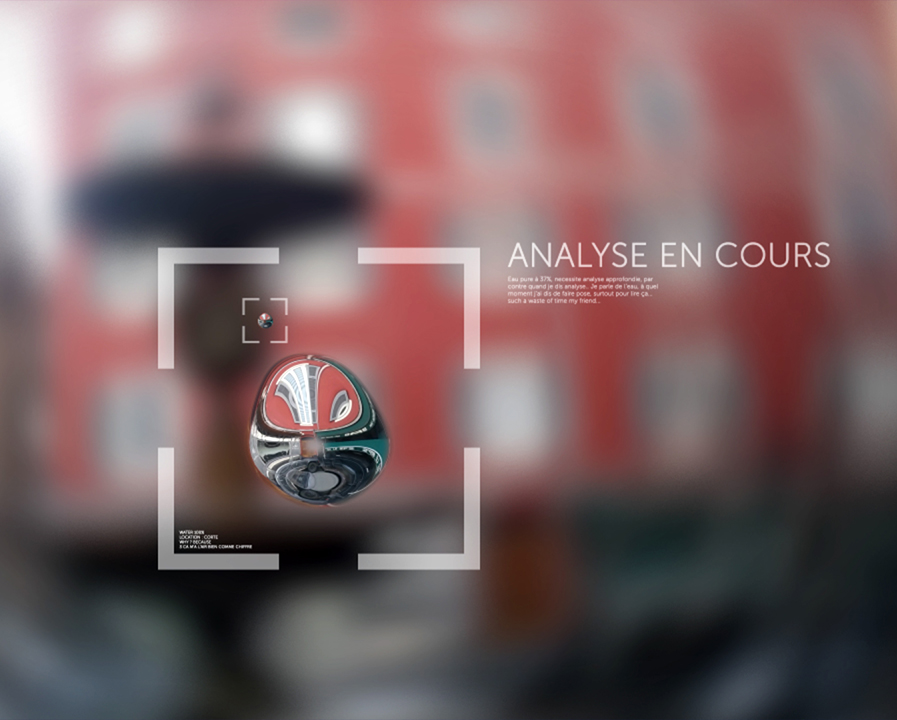 ANALYSE EN COURS
Eau pure à 37%, necessite analyse approfondie, par
contre quand je dis analyse.. Je parle de l'eau, à quel
moment j'ai dis de faire pose, surtout pour lire ça...
such a waste of time my friend...
WATER
LOCATION : CORTE
WHY ? BECAUSE
3 CA M'A L'AIR BIEN COMME CHIFFRE